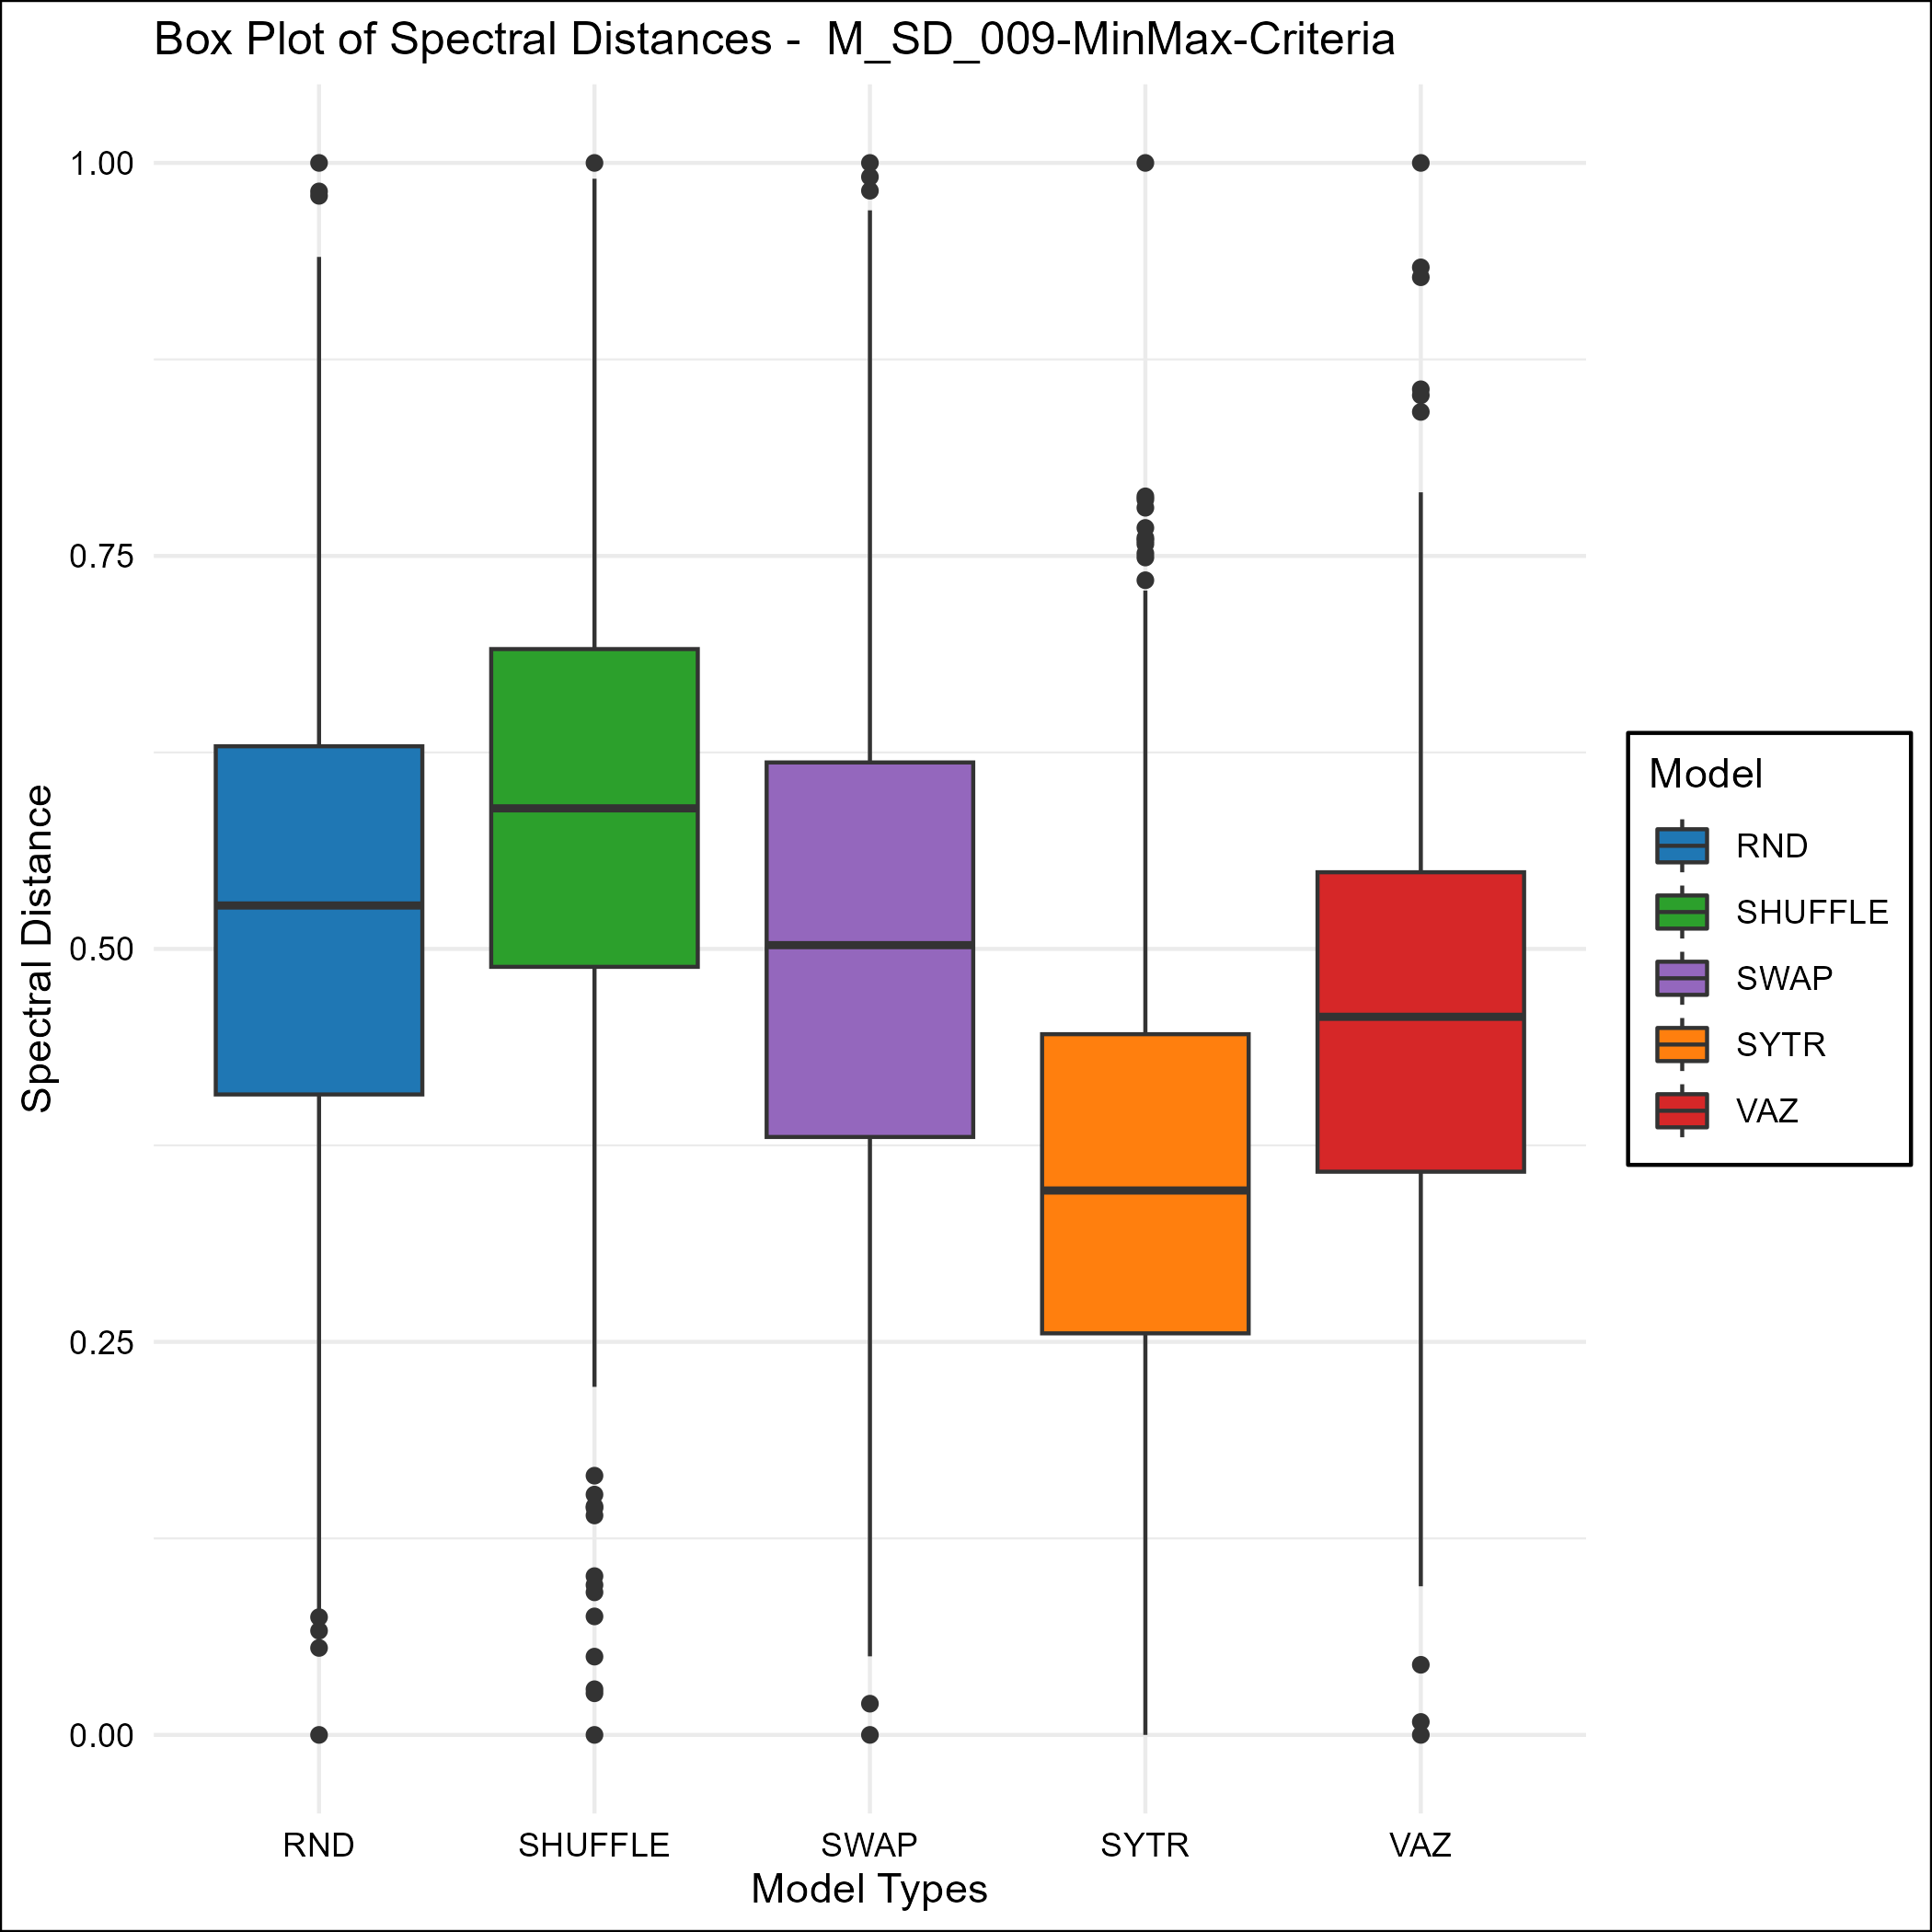 Box Plot of Spectral Distances -  M_SD_009-MinMax-Criteria
Spectral Distance
1.00
0.75
0.50
0.25
0.00
RND SHUFFLE SWAP SYTR VAZ
Model Types
Model
RND
SHUFFLE
SWAP
SYTR
VAZ